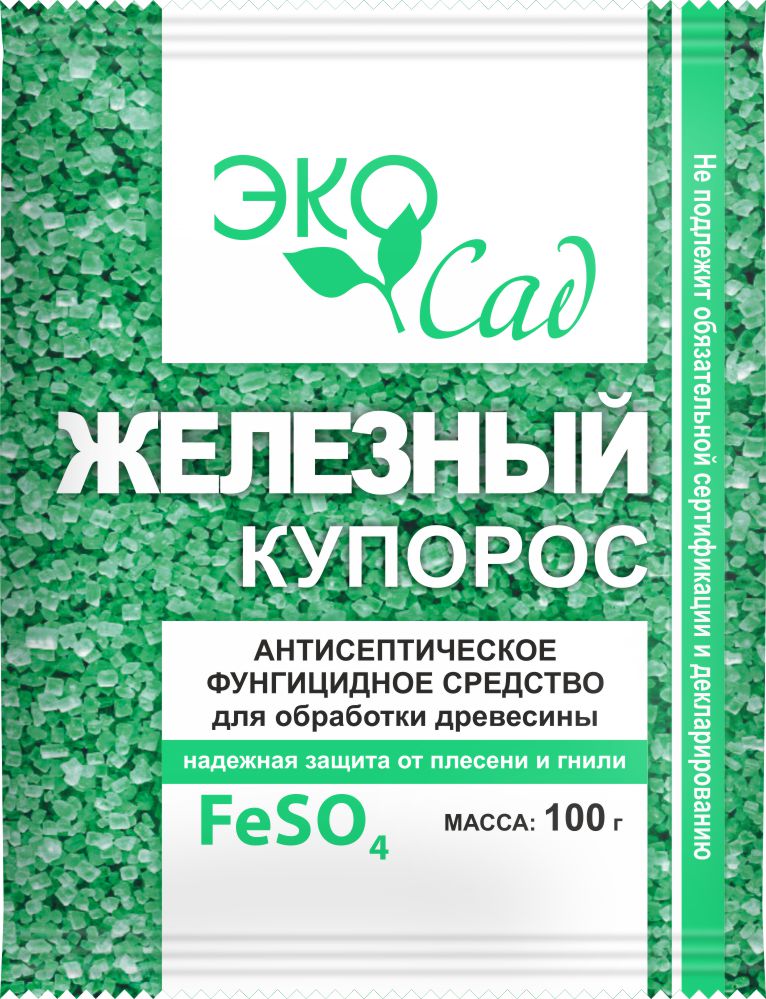 ЭКО
Сад
ЖЕЛЕЗНЫЙ
КУПОРОС
АНТИСЕПТИЧЕСКОЕ
ФУНГИЦИДНОЕ СРЕДСТВО
для обработки древесины
надежная защита от плесени и гнили
FeSO₄
МАССА: 100 г
Не подлежит обязательной сертификации и декларированию